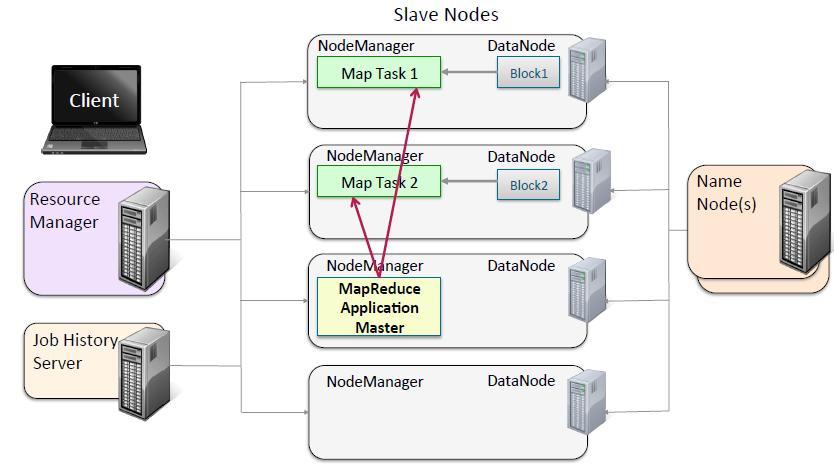 Slave Nodes
NodeManager
DataNode
Map Task 1
Block1
Client
NodeManager
DataNode
Map Task 2
Block2
Resource
Manager
Name
Node(s)
NodeManager
DataNode
MapReduce
Application
Master
Job History
Server
NodeManager
DataNode